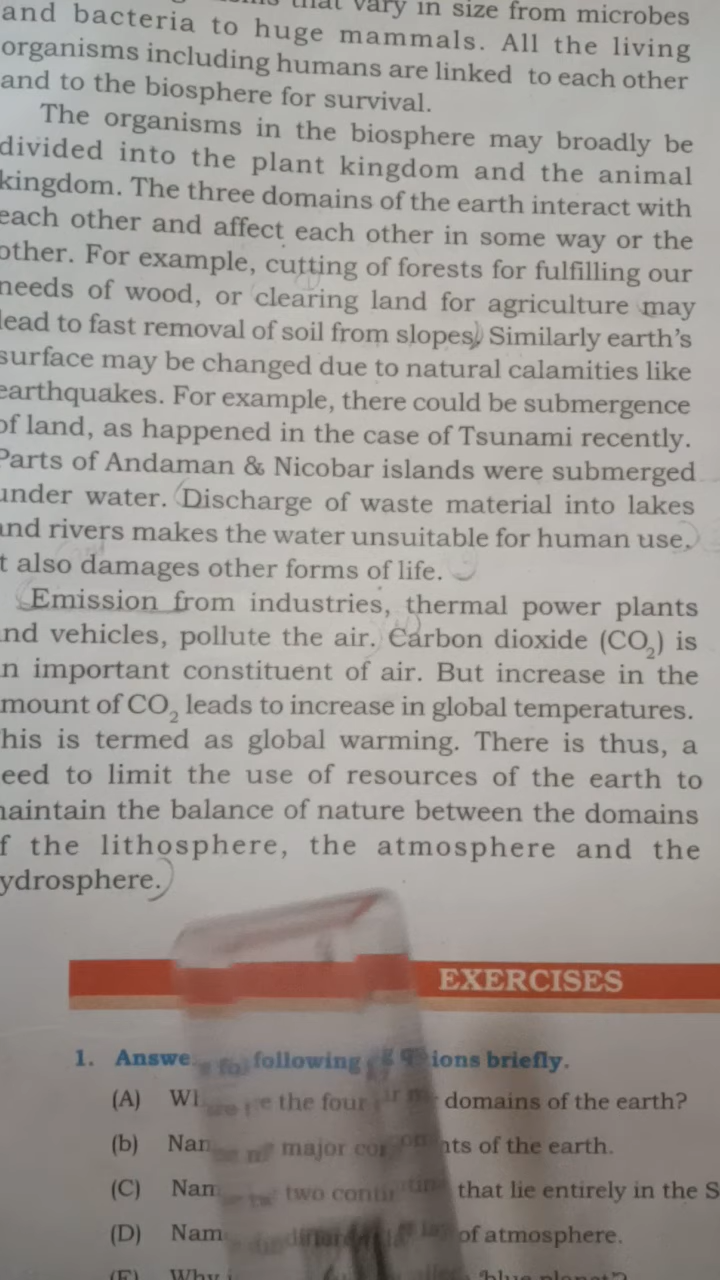 that vary in size from microbes
and bacteria to huge mammals. All the living
organisms including humans are linked to each other
and to the biosphere for survival.
The organisms in the biosphere may broadly be
divided into the plant kingdom and the animal
kingdom. The three domains of the earth interact with
each other and affect each other in some way or the
other. For example, cutting of forests for fulfilling our
needs of wood, or clearing land for agriculture may
lead to fast removal of soil from slopes. Similarly earth's
surface may be changed due to natural calamities like
earthquakes. For example, there could be submergence
of land, as happened in the case of Tsunami recently.
Parts of Andaman & Nicobar islands were submerged
under water. Discharge of waste material into lakes
and rivers makes the water unsuitable for human use.
t also damages other forms of life.
Emission from industries, thermal power plants
nd vehicles, pollute the air. Carbon dioxide (CO₂) is
n important constituent of air. But increase in the
mount of CO₂ leads to increase in global temperatures.
his is termed as global warming. There is thus, a
eed to limit the use of resources of the earth to
aintain the balance of nature between the domains
f the lithosphere, the atmosphere and the
ydrosphere.
EXERCISES
1. Answe following ions briefly.
(A) the four domains of the earth?
(b) major of the earth.
(C) two that lie entirely in the S
(D) of atmosphere.
(E) Why